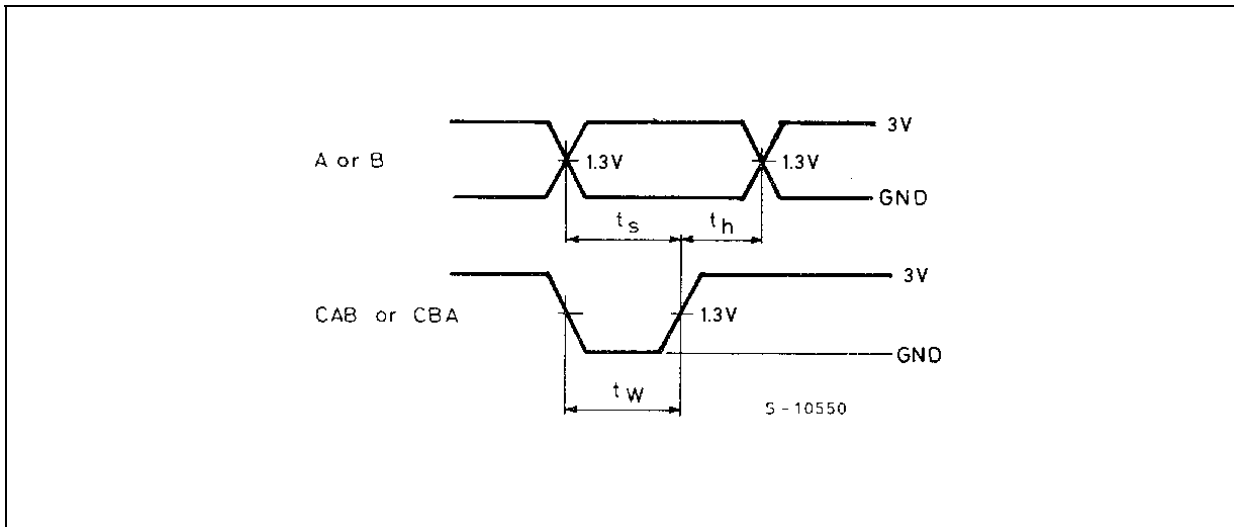 3V
A or B 1.3V 1.3V
GND
ts th
3V
CAB or CBA 1.3V
GND
tW
S-10550